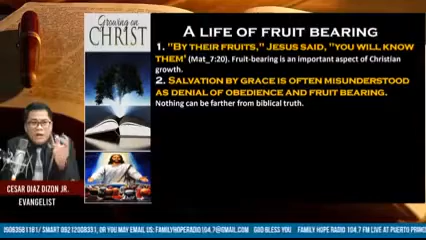 Growing on
CHRIST
A LIFE OF FRUIT BEARING
1. "BY THEIR FRUITS," JESUS SAID, "YOU WILL KNOW
THEM' (Mat_7:20). Fruit-bearing is an important aspect of Christian
growth.
2. SALVATION BY GRACE IS OFTEN MISUNDERSTOOD
AS DENIAL OF OBEDIENCE AND FRUIT BEARING.
Nothing can be farther from biblical truth.
CESAR DIAZ DIZON JR.
EVANGELIST
SMART 09212008331, OR YOU MAY EMAIL US: FAMILYHOPERADIO104.7@GMAIL.COM GOD BLESS YOU FAMILY HOPE RADIO 104.7 FM LIVE AT PUERTO